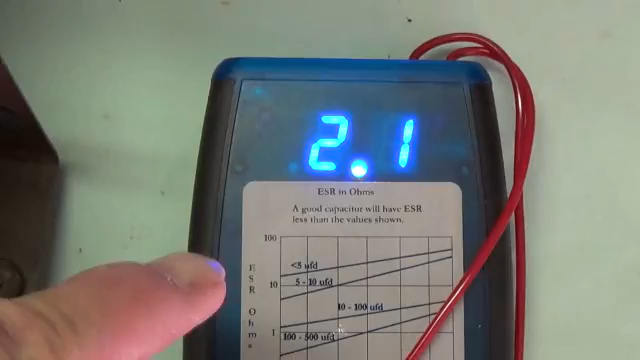 2.1
ESR in Ohms
A good capacitor will have ESR
less than the values shown.
100
<5 ufd
E
S
R
10
5 - 10 ufd
10 - 100 ufd
O
h
m
s
1
100 - 500 ufd